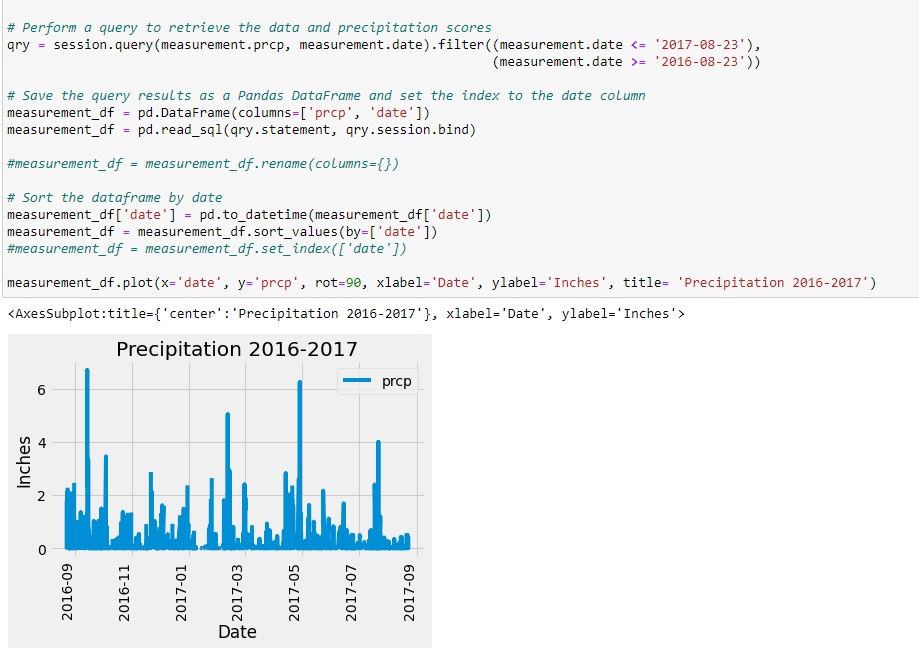 # Perform a query to retrieve the data and precipitation scores
qry = session.query(measurement.prcp, measurement.date).filter((measurement.date <= '2017-08-23'),
(measurement.date >= '2016-08-23'))
# Save the query results as a Pandas DataFrame and set the index to the date column
measurement_df = pd.DataFrame(columns=['prcp', 'date'])
measurement_df = pd.read_sql(qry.statement, qry.session.bind)
#measurement_df = measurement_df.rename(columns={})
# Sort the dataframe by date
measurement_df['date'] = pd.to_datetime(measurement_df['date'])
measurement_df = measurement_df.sort_values(by=['date'])
#measurement_df = measurement_df.set_index(['date'])
measurement_df.plot(x='date', y='prcp', rot=90, xlabel='Date', ylabel='Inches', title= 'Precipitation 2016-2017')
<AxesSubplot:title={'center':'Precipitation 2016-2017'}, xlabel='Date', ylabel='Inches'>
Precipitation 2016-2017
prcp
6
4
2
0
Inches
2016-09
2016-11
2017-01
2017-03
2017-05
2017-07
2017-09
Date